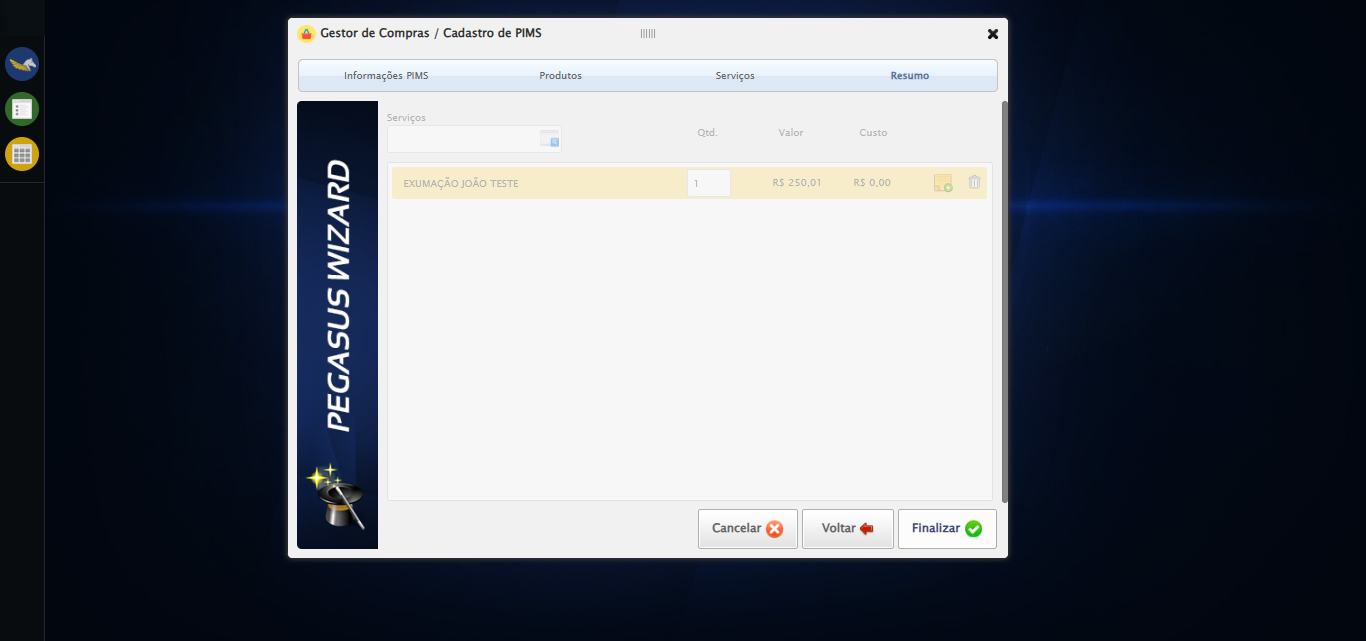 Gestor de Compras / Cadastro de PIMS
Informações PIMS Produtos Serviços Resumo
PEGASUS WIZARD
Serviços
Qtd. Valor Custo
EXUMAÇÃO JOÃO TESTE 1 R$ 250,01 R$ 0,00
Cancelar Voltar Finalizar